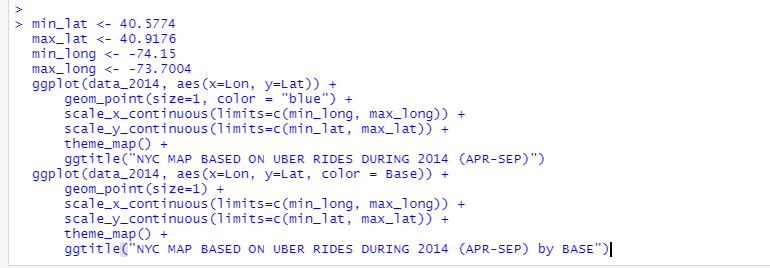 >
> min_lat <- 40.5774
max_lat <- 40.9176
min_long <- -74.15
max_long <- -73.7004
ggplot(data_2014, aes(x=Lon, y=Lat)) +
    geom_point(size=1, color = "blue") +
    scale_x_continuous(limits=c(min_long, max_long)) +
    scale_y_continuous(limits=c(min_lat, max_lat)) +
    theme_map() +
    ggtitle("NYC MAP BASED ON UBER RIDES DURING 2014 (APR-SEP)")
ggplot(data_2014, aes(x=Lon, y=Lat, color = Base)) +
    geom_point(size=1) +
    scale_x_continuous(limits=c(min_long, max_long)) +
    scale_y_continuous(limits=c(min_lat, max_lat)) +
    theme_map() +
    ggtitle("NYC MAP BASED ON UBER RIDES DURING 2014 (APR-SEP) by BASE")